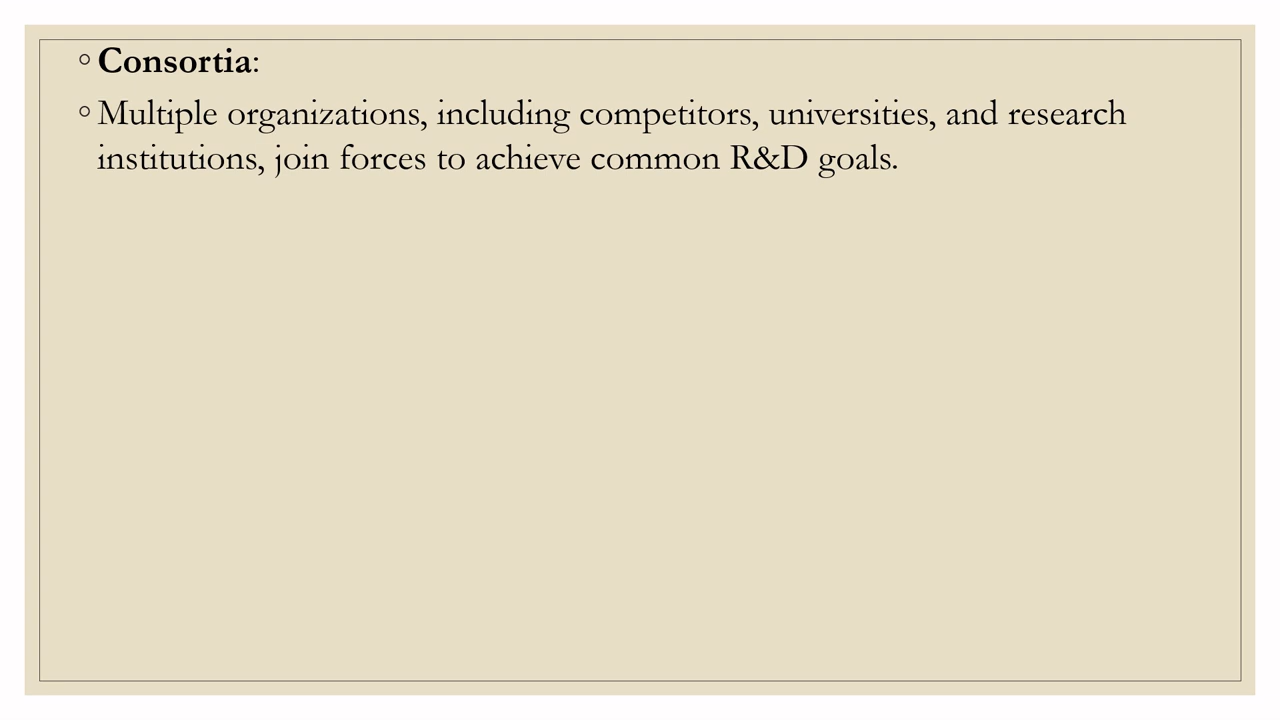 ◦ Consortia:
◦ Multiple organizations, including competitors, universities, and research
institutions, join forces to achieve common R&D goals.